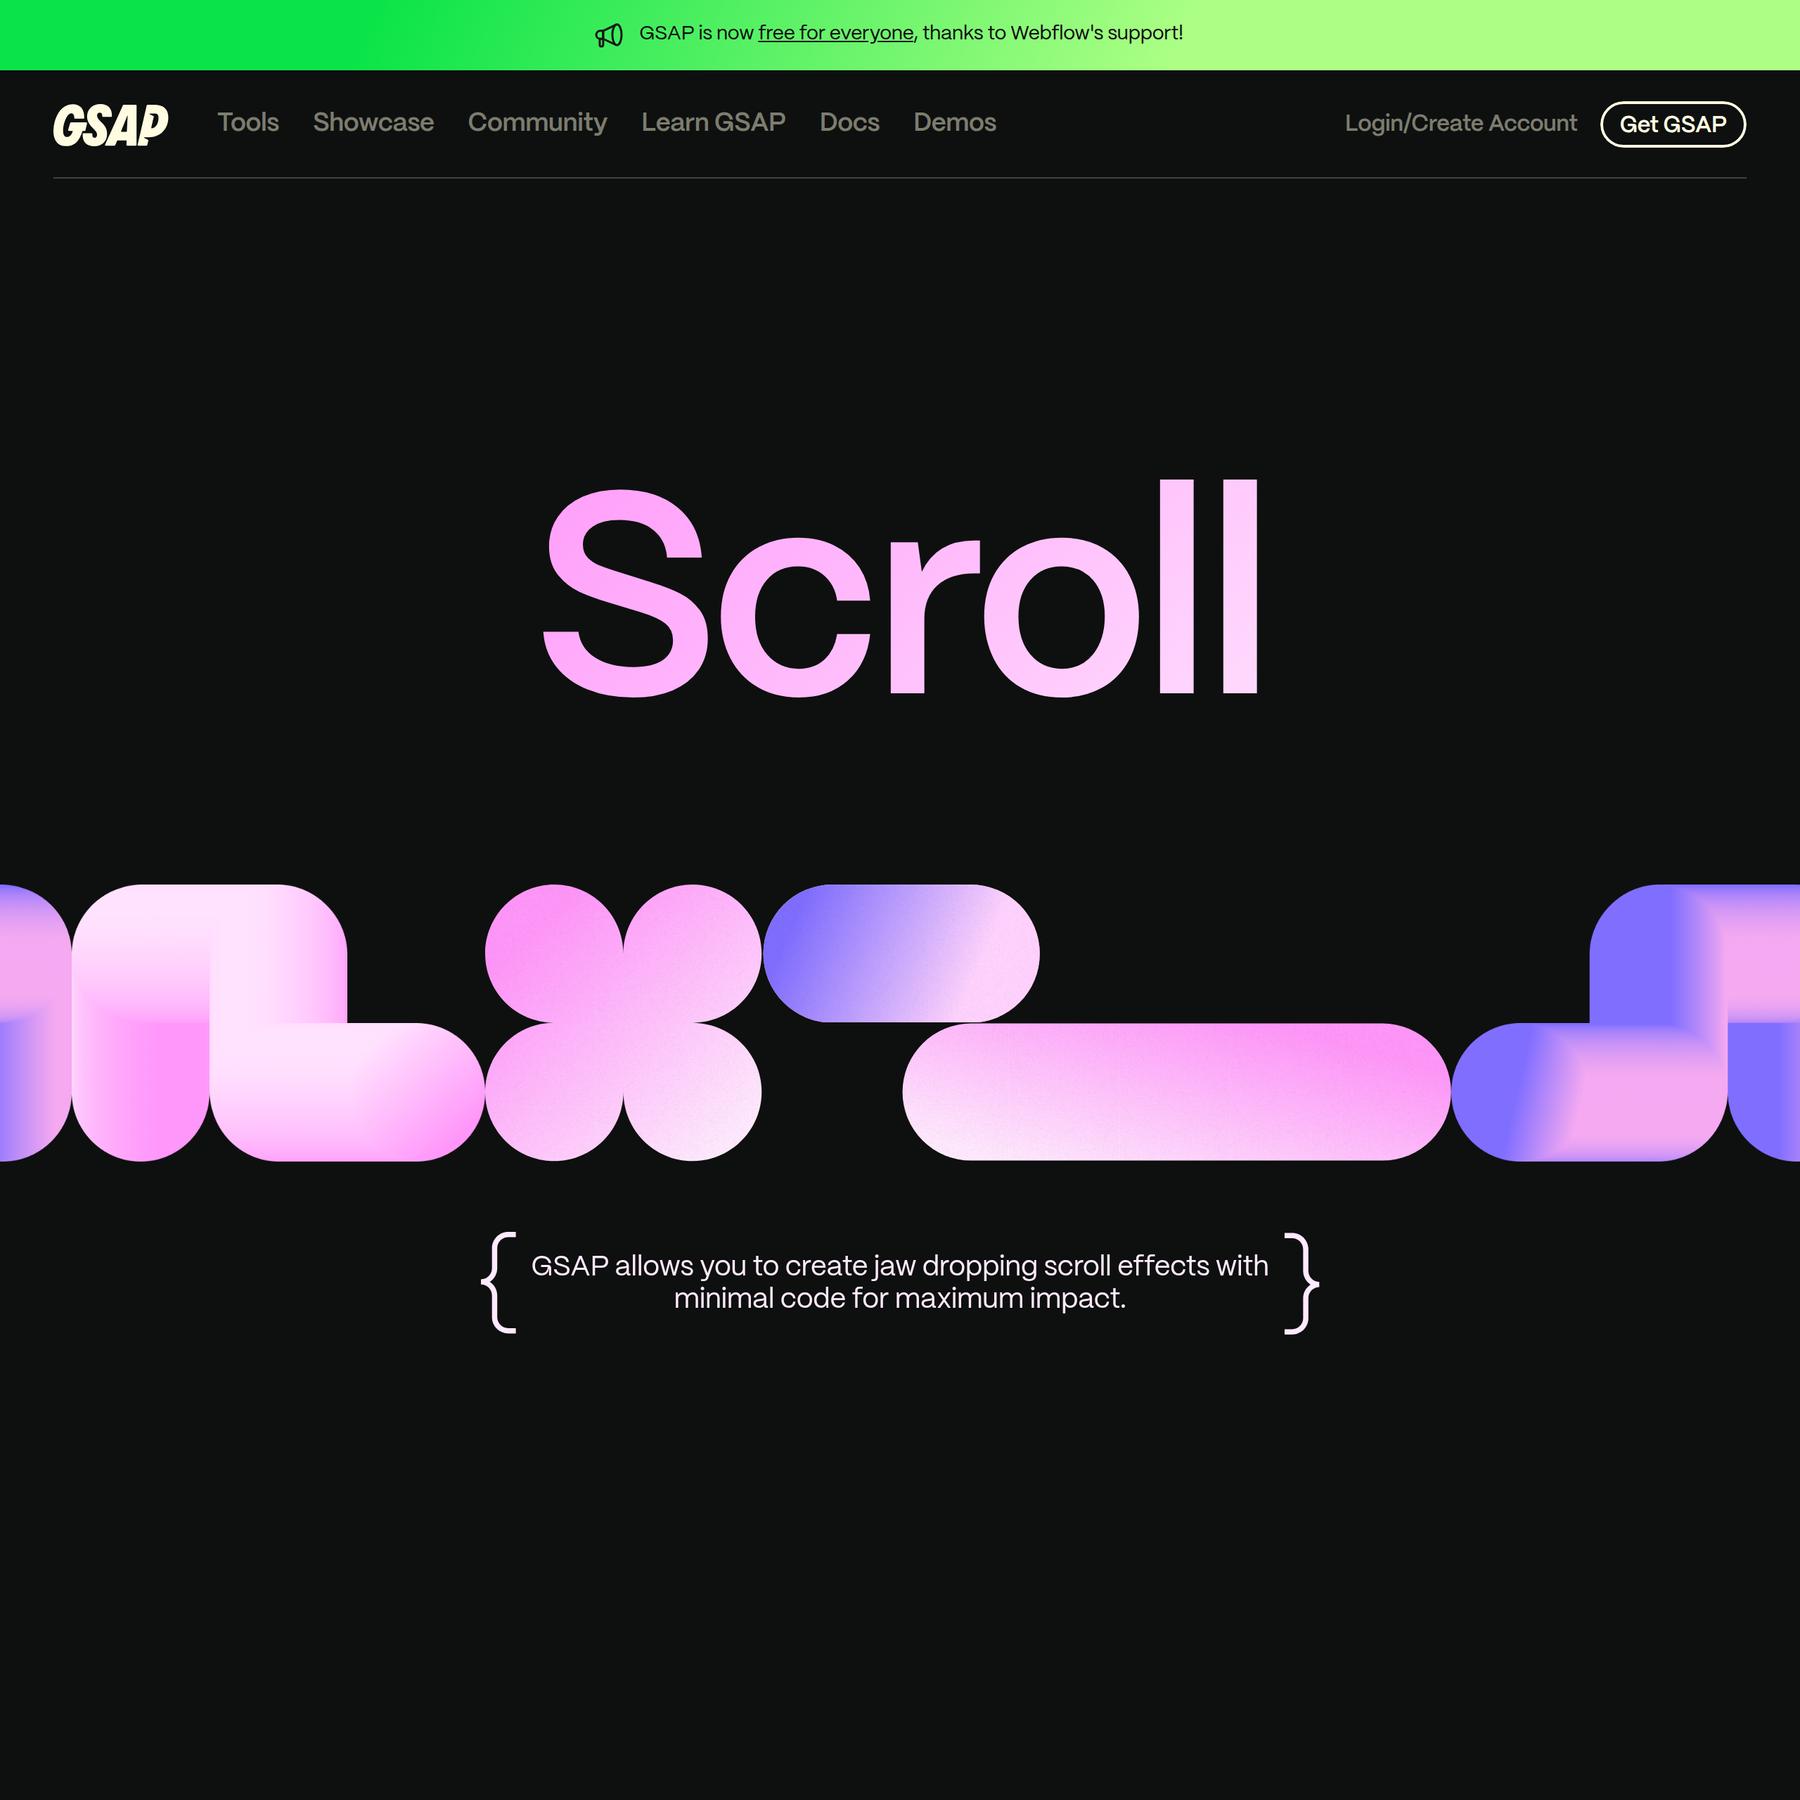 GSAP is now free for everyone, thanks to Webflow's support!
GSAP Tools Showcase Community Learn GSAP Docs Demos Login/Create Account Get GSAP
Scroll
{ GSAP allows you to create jaw dropping scroll effects with
minimal code for maximum impact. }